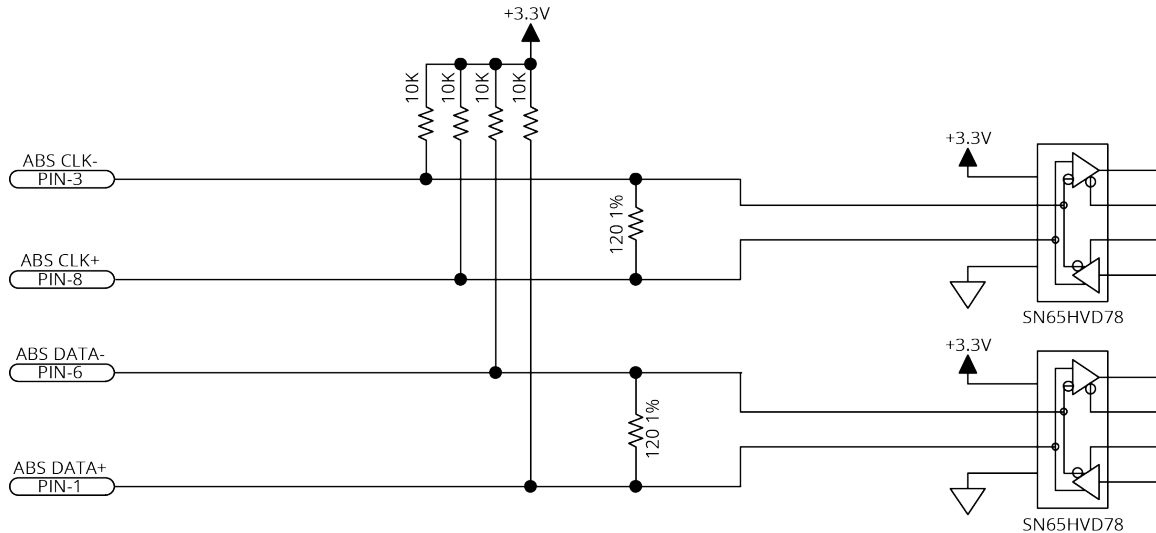 +3.3V
10K
10K
10K
10K
ABS CLK-
PIN-3
120 1%
+3.3V
ABS CLK+
PIN-8
SN65HVD78
ABS DATA-
PIN-6
120 1%
+3.3V
ABS DATA+
PIN-1
SN65HVD78